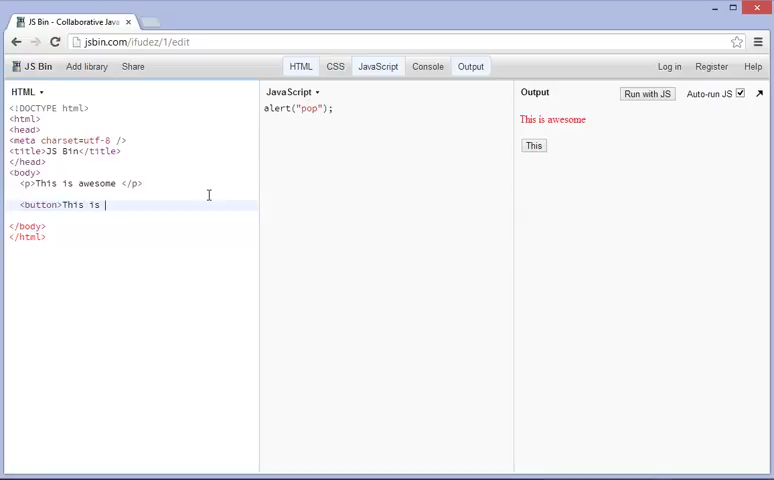 JS Bin - Collaborative Java
jsbin.com/ifudez/1/edit
JS Bin Add library Share HTML CSS JavaScript Console Output Log in Register Help
HTML
<!DOCTYPE html>
<html>
<head>
<meta charset=utf-8 />
<title>JS Bin</title>
</head>
<body>
<p>This is awesome </p>
<button>This is
</body>
</html>
JavaScript
alert("pop");
Output Run with JS Auto-run JS
This is awesome
This